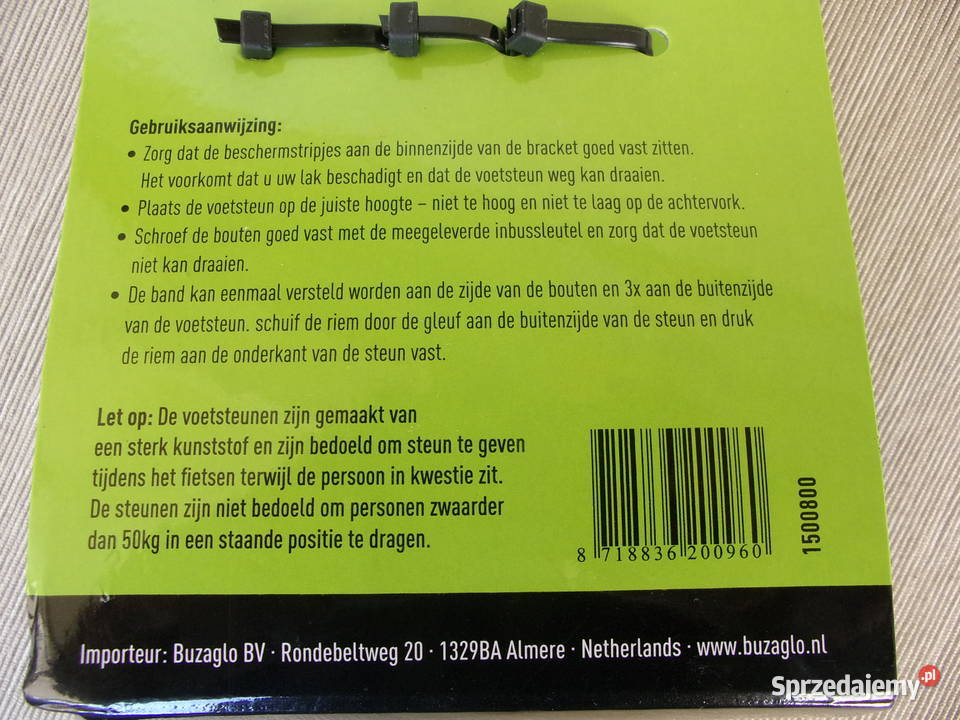 Gebruiksaanwijzing:
• Zorg dat de beschermstripjes aan de binnenzijde van de bracket goed vast zitten.
Het voorkomt dat u uw lak beschadigt en dat de voetsteun weg kan draaien.
• Plaats de voetsteun op de juiste hoogte – niet te hoog en niet te laag op de achtervork.
• Schroef de bouten goed vast met de meegeleverde inbussleutel en zorg dat de voetsteun
niet kan draaien.
• De band kan eenmaal versteld worden aan de zijde van de bouten en 3x aan de buitenzijde
van de voetsteun. schuif de riem door de gleuf aan de buitenzijde van de steun en druk
de riem aan de onderkant van de steun vast.
Let op: De voetsteunen zijn gemaakt van
een sterk kunststof en zijn bedoeld om steun te geven
tijdens het fietsen terwijl de persoon in kwestie zit.
De steunen zijn niet bedoeld om personen zwaarder
dan 50kg in een staande positie te dragen.
8 718836 200960
1500800
Importeur: Buzaglo BV · Rondebeltweg 20 · 1329BA Almere · Netherlands · www.buzaglo.nl
Sprzedajemy.pl